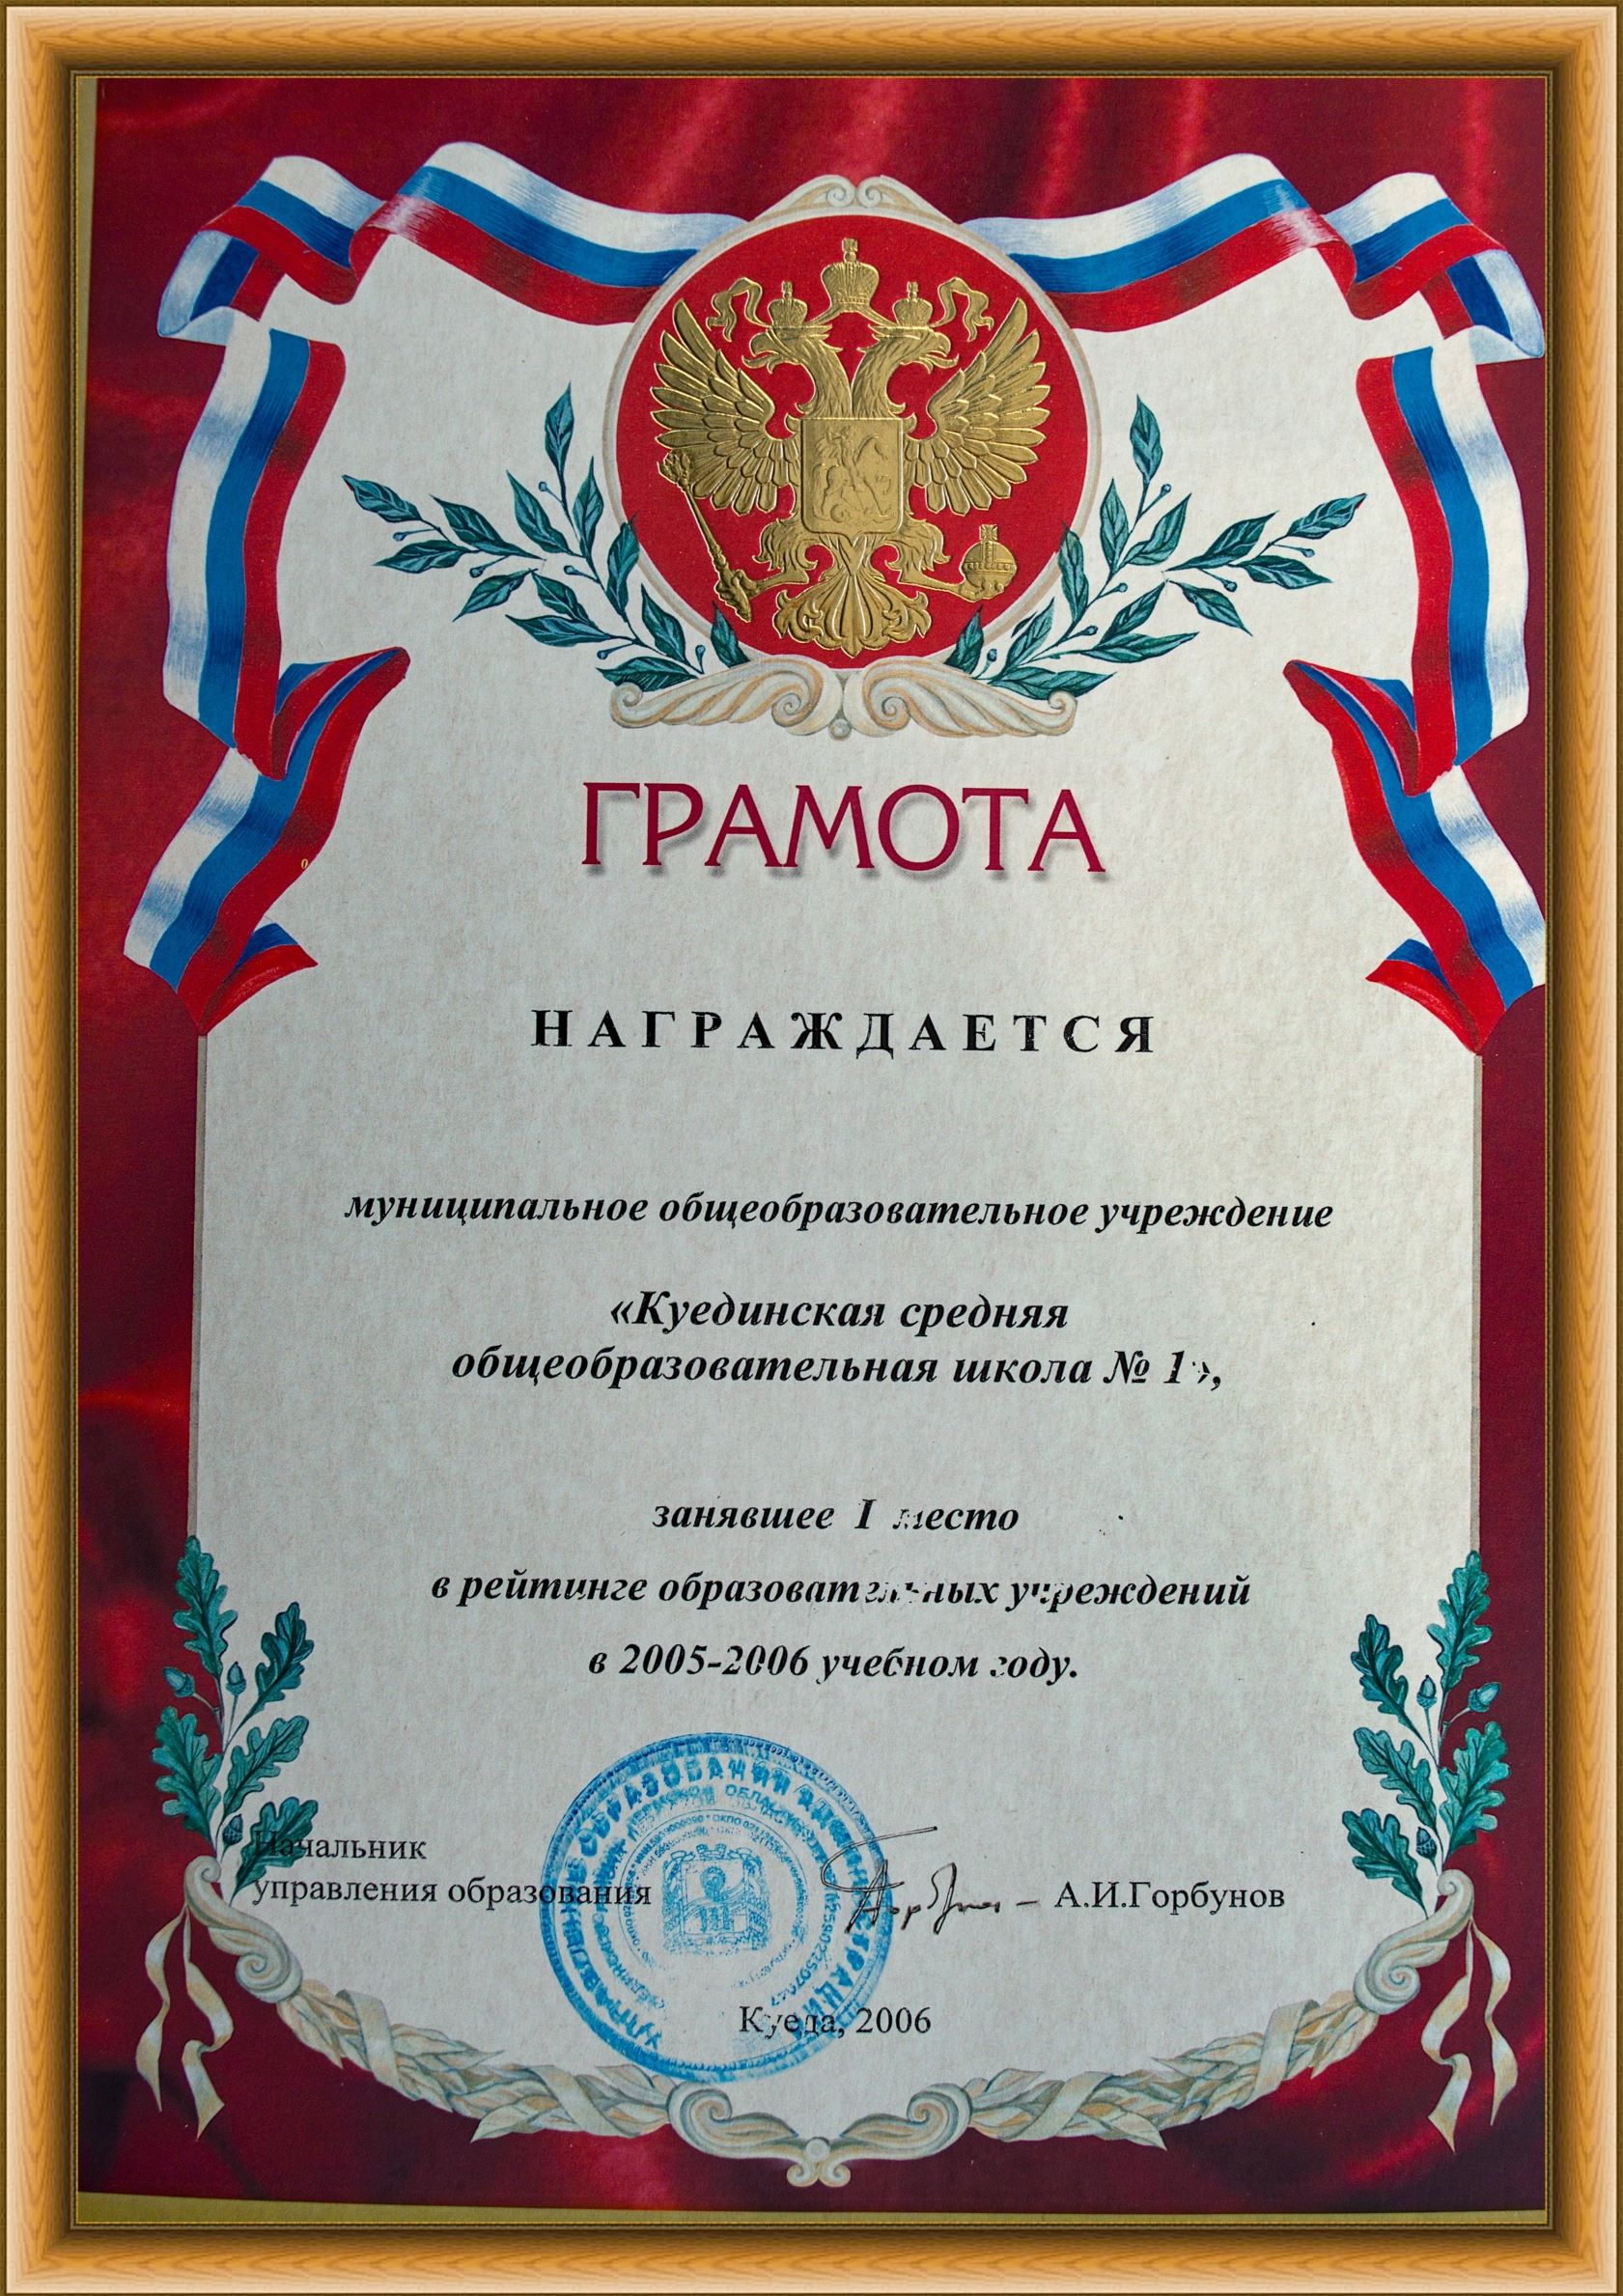 ГРАМОТА
НАГРАЖДАЕТСЯ
муниципальное общеобразовательное учреждение
«Куединская средняя
общеобразовательная школа № 1»,
занявшее I место
в рейтинге образовательных учреждений
в 2005-2006 учебном году.
ОБРАЗОВАНИЯ
Начальник
управления образования
А.И.Горбунов
Куеда, 2006